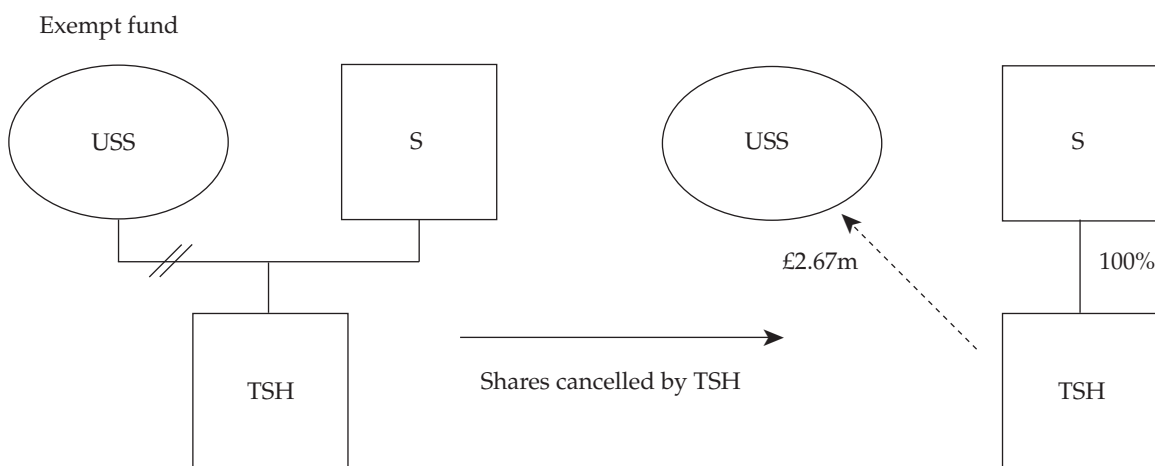 Exempt fund
USS
S
USS
S
£2.67m
100%
TSH
Shares cancelled by TSH
TSH